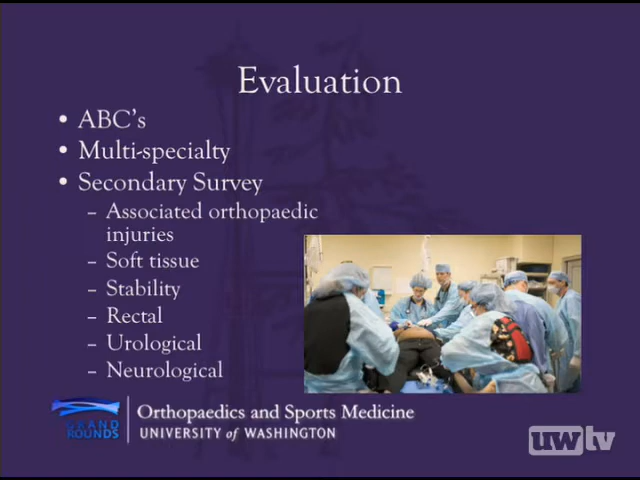 Evaluation
• ABC's
• Multi-specialty
• Secondary Survey
– Associated orthopaedic
injuries
– Soft tissue
– Stability
– Rectal
– Urological
– Neurological
GRAND
ROUNDS
Orthopaedics and Sports Medicine
UNIVERSITY of WASHINGTON
uwtv